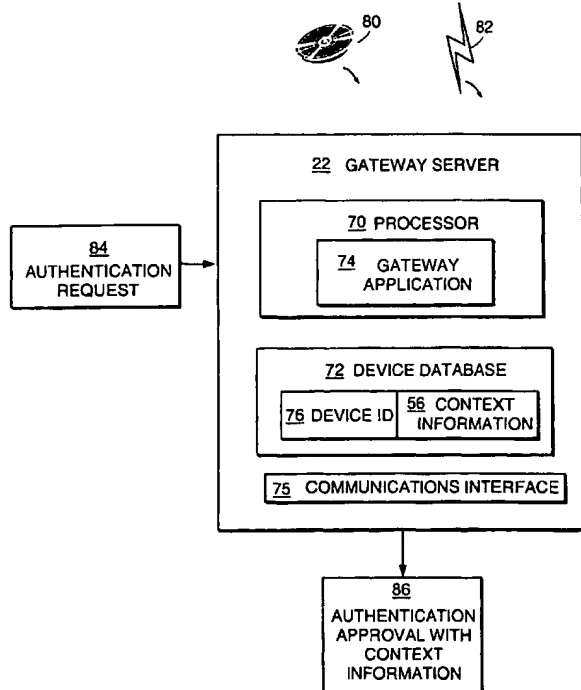 80
82
22 GATEWAY SERVER
70 PROCESSOR
74 GATEWAY
APPLICATION
84
AUTHENTICATION
REQUEST
72 DEVICE DATABASE
76 DEVICE ID
56 CONTEXT
INFORMATION
75 COMMUNICATIONS INTERFACE
86
AUTHENTICATION
APPROVAL WITH
CONTEXT
INFORMATION